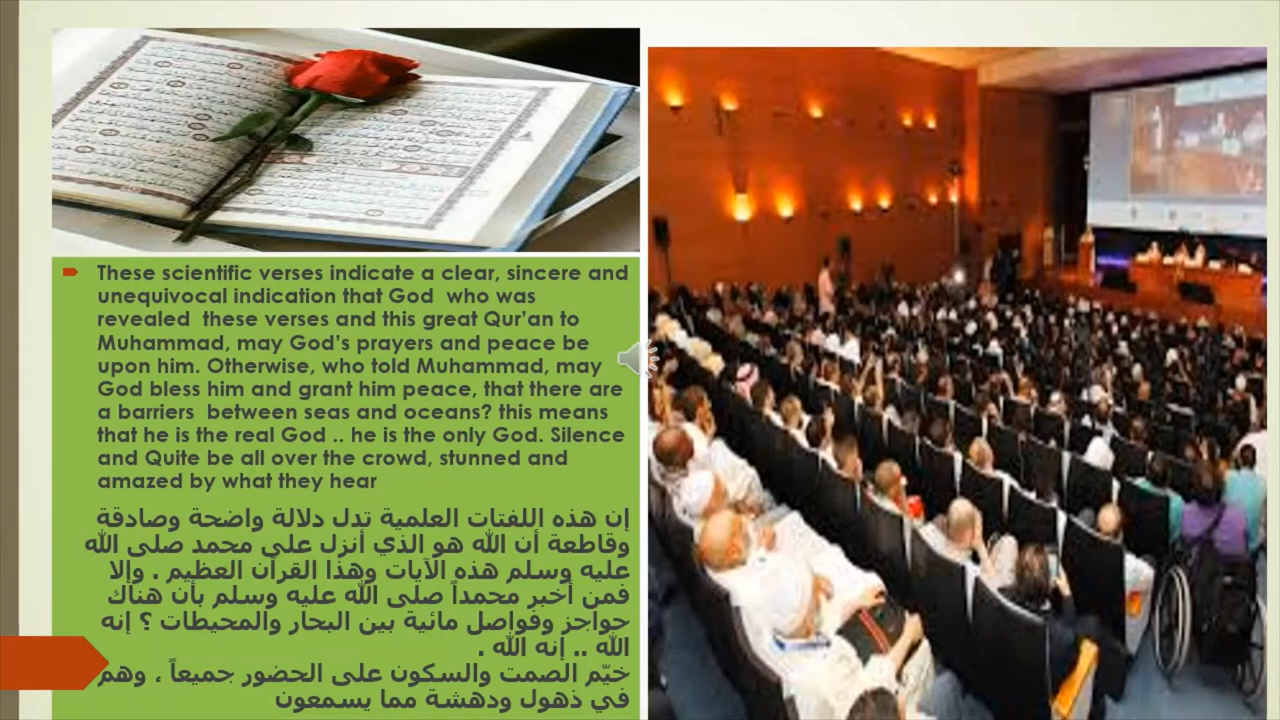 These scientific verses indicate a clear, sincere and
unequivocal indication that God who was
revealed these verses and this great Qur'an to
Muhammad, may God's prayers and peace be
upon him. Otherwise, who told Muhammad, may
God bless him and grant him peace, that there are
a barriers between seas and oceans? this means
that he is the real God .. he is the only God. Silence
and Quite be all over the crowd, stunned and
amazed by what they hear
إن هذه اللفتات العلمية تدل دلالة واضحة وصادقة
وقاطعة أن الله هو الذي أنزل على محمد صلى الله
عليه وسلم هذه الآيات وهذا القرآن العظيم . وإلا
فمن أخبر محمداً صلى الله عليه وسلم بأن هناك
حواجز وفواصل مائية بين البحار والمحيطات ؟ إنه
الله .. إنه الله .
خيّم الصمت والسكون على الحضور جميعاً ، وهم
في ذهول ودهشة مما يسمعون